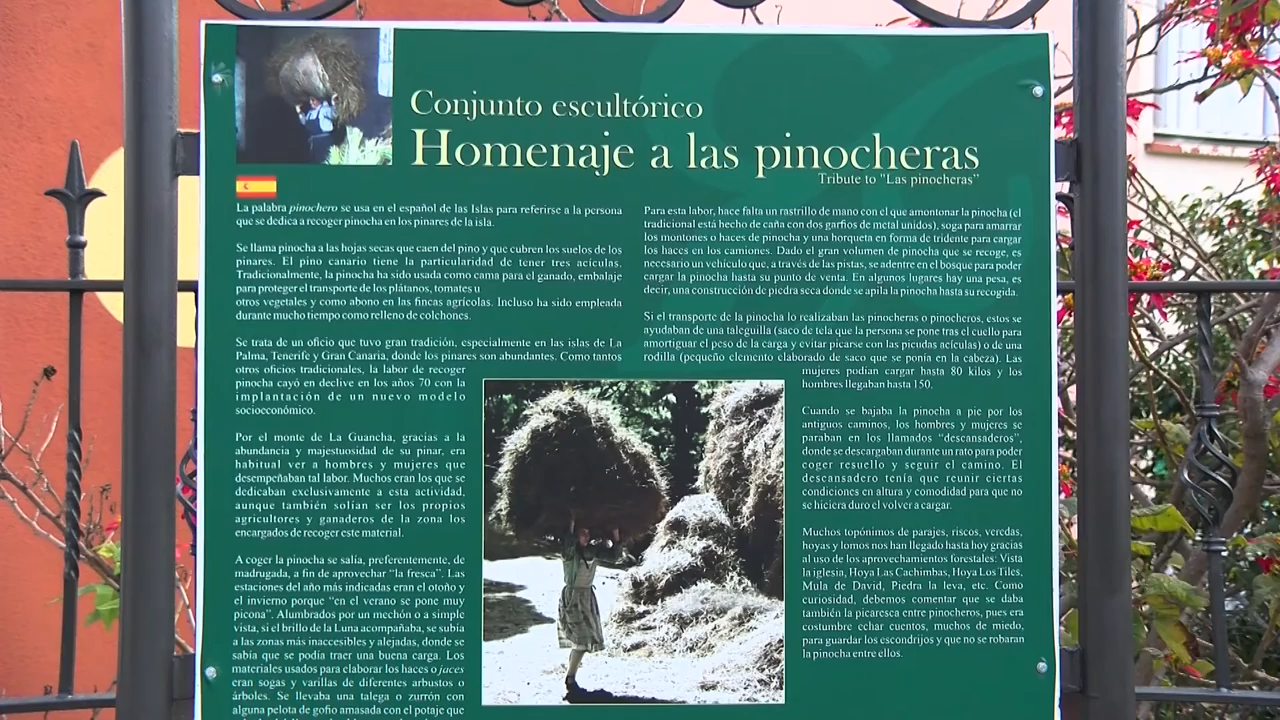 Conjunto escultórico
Homenaje a las pinocheras
Tribute to "Las pinocheras"
La palabra pinochero se usa en el español de las Islas para referirse a la persona
que se dedica a recoger pinocha en los pinares de la isla.
Se llama pinocha a las hojas secas que caen del pino y que cubren los suelos de los
pinares. El pino canario tiene la particularidad de tener tres acículas.
Tradicionalmente, la pinocha ha sido usada como cama para el ganado, embalaje
para proteger el transporte de los plátanos, tomates u
otros vegetales y como abono en las fincas agrícolas. Incluso ha sido empleada
durante mucho tiempo como relleno de colchones.
Se trata de un oficio que tuvo gran tradición, especialmente en las islas de La
Palma, Tenerife y Gran Canaria, donde los pinares son abundantes. Como tantos
otros oficios tradicionales, la labor de recoger
pinocha cayó en declive en los años 70 con la
implantación de un nuevo modelo
socioeconómico.
Por el monte de La Guancha, gracias a la
abundancia y majestuosidad de su pinar, era
habitual ver a hombres y mujeres que
desempeñaban tal labor. Muchos eran los que se
dedicaban exclusivamente a esta actividad,
aunque también solían ser los propios
agricultores y ganaderos de la zona los
encargados de recoger este material.
A coger la pinocha se salía, preferentemente, de
madrugada, a fin de aprovechar “la fresca”. Las
estaciones del año más indicadas eran el otoño y
el invierno porque “en el verano se pone muy
picona”. Alumbrados por un mechón o a simple
vista, si el brillo de la Luna acompañaba, se subía
a las zonas más inaccesibles y alejadas, donde se
sabía que se podía traer una buena carga. Los
materiales usados para elaborar los haces o jaces
eran sogas y varillas de diferentes arbustos o
árboles. Se llevaba una talega o zurrón con
alguna pelota de gofio amasada con el potaje que
Para esta labor, hace falta un rastrillo de mano con el que amontonar la pinocha (el
tradicional está hecho de caña con dos garfios de metal unidos), soga para amarrar
los montones o haces de pinocha y una horqueta en forma de tridente para cargar
los haces en los camiones. Dado el gran volumen de pinocha que se recoge, es
necesario un vehículo que, a través de las pistas, se adentre en el bosque para poder
cargar la pinocha hasta su punto de venta. En algunos lugares hay una pesa, es
decir, una construcción de piedra seca donde se apila la pinocha hasta su recogida.
Si el transporte de la pinocha lo realizaban las pinocheras o pinocheros, estos se
ayudaban de una taleguilla (saco de tela que la persona se pone tras el cuello para
amortiguar el peso de la carga y evitar picarse con las picudas acículas) o de una
rodilla (pequeño elemento elaborado de saco que se ponía en la cabeza). Las
mujeres podían cargar hasta 80 kilos y los
hombres llegaban hasta 150.
Cuando se bajaba la pinocha a pie por los
antiguos caminos, los hombres y mujeres se
paraban en los llamados “descansaderos”,
donde se descargaban durante un rato para poder
coger resuello y seguir el camino. El
descansadero tenía que reunir ciertas
condiciones en altura y comodidad para que no
se hiciera duro el volver a cargar.
Muchos topónimos de parajes, riscos, veredas,
hoyas y lomos nos han llegado hasta hoy gracias
al uso de los aprovechamientos forestales: Vista
la iglesia, Hoya Las Cachimbas, Hoya Los Tiles,
Mula de David, Piedra la leva, etc. Como
curiosidad, debemos comentar que se daba
también la picaresca entre pinocheros, pues era
costumbre echar cuentos, muchos de miedo,
para guardar los escondrijos y que no se robaran
la pinocha entre ellos.